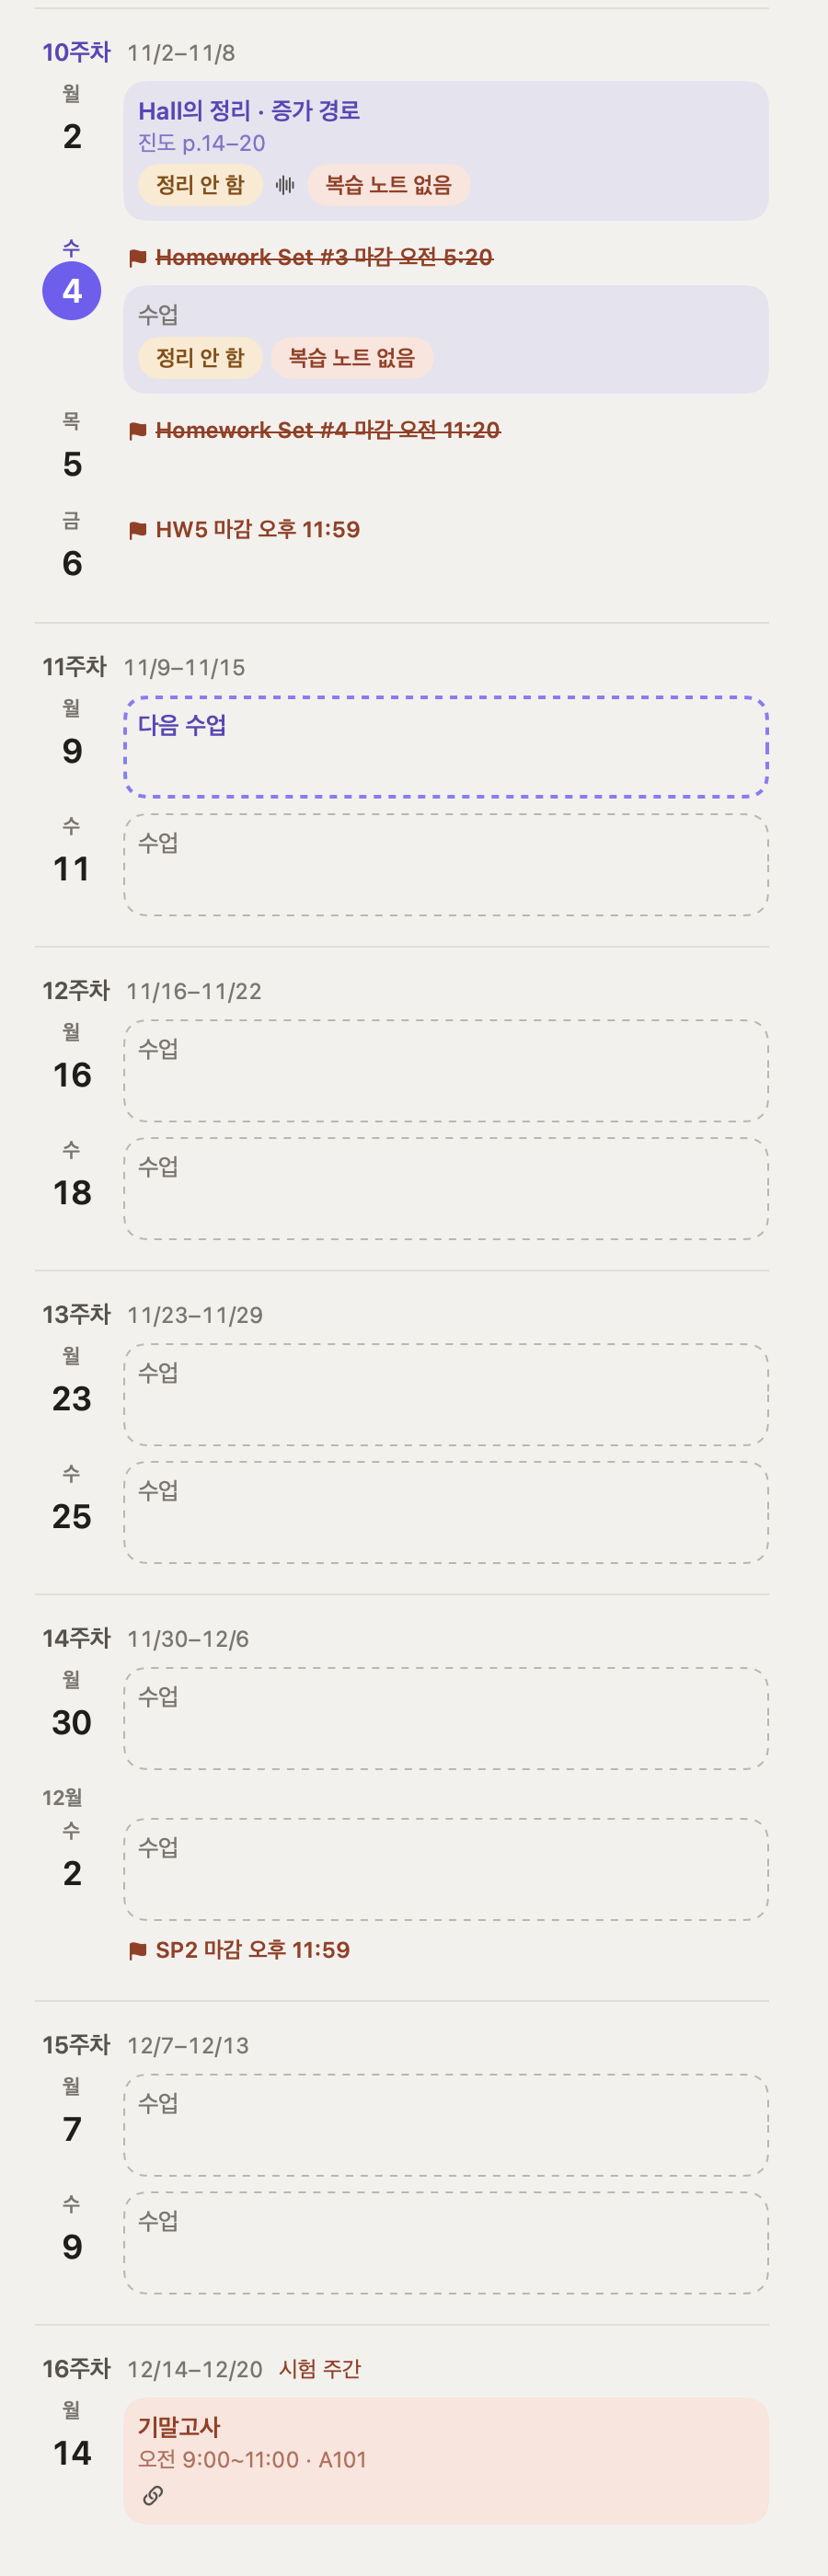 10주차 11/2–11/8
월
2
Hall의 정리 · 증가 경로
진도 p.14–20
정리 안 함 복습 노트 없음
수
4
Homework Set #3 마감 오전 5:20
수업
정리 안 함 복습 노트 없음
목
5
Homework Set #4 마감 오전 11:20
금
6
HW5 마감 오후 11:59
11주차 11/9–11/15
월
9
다음 수업
수
11
수업
12주차 11/16–11/22
월
16
수업
수
18
수업
13주차 11/23–11/29
월
23
수업
수
25
수업
14주차 11/30–12/6
월
30
수업
12월
수
2
수업
SP2 마감 오후 11:59
15주차 12/7–12/13
월
7
수업
수
9
수업
16주차 12/14–12/20 시험 주간
월
14
기말고사
오전 9:00~11:00 · A101